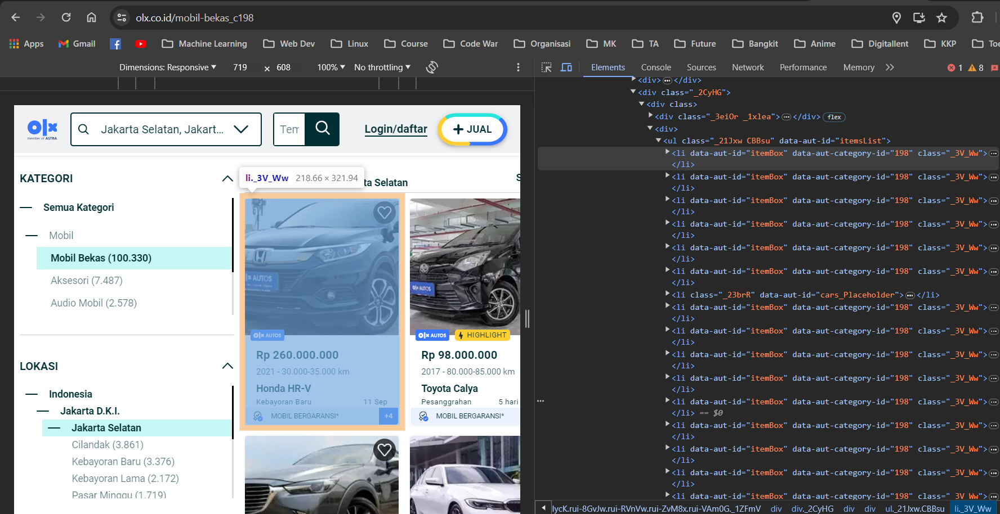 olx.co.id/mobil-bekas_c198
Apps Gmail Machine Learning Web Dev Linux Course Code War Organisasi MK TA Future Bangkit Anime Digitallent KKP
Dimensions: Responsive 719 × 608 100% No throttling
Elements Console Sources Network Performance Memory 1 8
olx
member of ASTRA
Jakarta Selatan, Jakart...
Tem
Login/daftar
+ JUAL
KATEGORI
Semua Kategori
Mobil
Mobil Bekas (100.330)
Aksesori (7.487)
Audio Mobil (2.578)
LOKASI
Indonesia
Jakarta D.K.I.
Jakarta Selatan
Cilandak (3.861)
Kebayoran Baru (3.376)
Kebayoran Lama (2.172)
Pasar Minggu (1.719)
li._3V_Ww 218.66 × 321.94
ta Selatan
S
olx AUTOS
olx AUTOS
Rp 260.000.000
2021 - 30.000-35.000 km
Honda HR-V
Kebayoran Baru 11 Sep
MOBIL BERGARANSI* +4
olx AUTOS
olx AUTOS HIGHLIGHT
Rp 98.000.000
2017 - 80.000-85.000 km
Toyota Calya
Pesanggrahan 5 hari
MOBIL BERGARANSI*
<div>…</div>
<div class="_2CyHG">
<div class>
<div class="_3eiOr _1xlea">…</div> flex
<div>
<ul class="_21Jxw CBBsu" data-aut-id="itemsList">
<li data-aut-id="itemBox" data-aut-category-id="198" class="_3V_Ww">…
</li>
<li data-aut-id="itemBox" data-aut-category-id="198" class="_3V_Ww">…
</li>
<li data-aut-id="itemBox" data-aut-category-id="198" class="_3V_Ww">…
</li>
<li data-aut-id="itemBox" data-aut-category-id="198" class="_3V_Ww">…
</li>
<li data-aut-id="itemBox" data-aut-category-id="198" class="_3V_Ww">…
</li>
<li data-aut-id="itemBox" data-aut-category-id="198" class="_3V_Ww">…
</li>
<li class="_23brR" data-aut-id="cars_Placeholder">…</li>
<li data-aut-id="itemBox" data-aut-category-id="198" class="_3V_Ww">…
</li>
<li data-aut-id="itemBox" data-aut-category-id="198" class="_3V_Ww">…
</li>
<li data-aut-id="itemBox" data-aut-category-id="198" class="_3V_Ww">…
</li>
<li data-aut-id="itemBox" data-aut-category-id="198" class="_3V_Ww">…
</li>
<li data-aut-id="itemBox" data-aut-category-id="198" class="_3V_Ww">…
</li> == $0
<li data-aut-id="itemBox" data-aut-category-id="198" class="_3V_Ww">…
</li>
<li data-aut-id="itemBox" data-aut-category-id="198" class="_3V_Ww">…
</li>
<li data-aut-id="itemBox" data-aut-category-id="198" class="_3V_Ww">…
</li>
<li data-aut-id="itemBox" data-aut-category-id="198" class="_3V_Ww">…
lycK.rui-8GvJw.rui-RVnVw.rui-ZvM8x.rui-VAm0G._1ZFmV div div._2CyHG div div ul._21Jxw.CBBsu li._3V_Ww